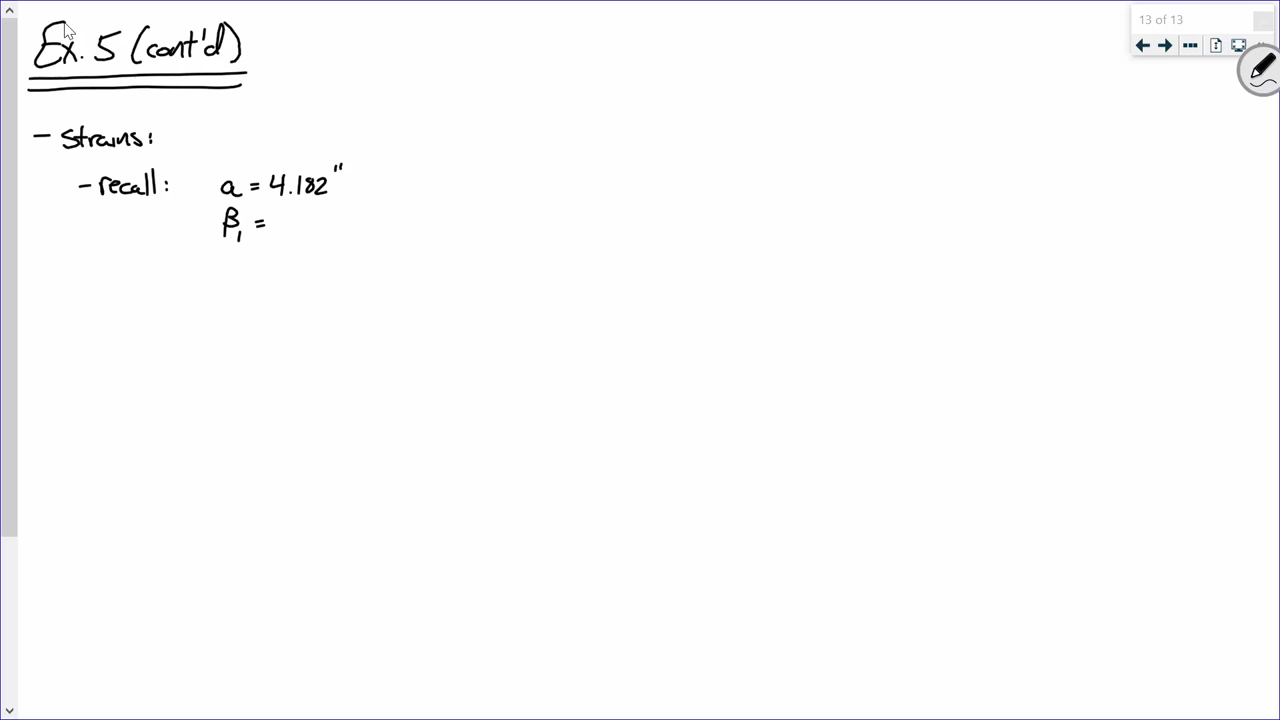 Ex. 5 (cont'd)
13 of 13
- strains:
- recall: a = 4.182"
β₁ =